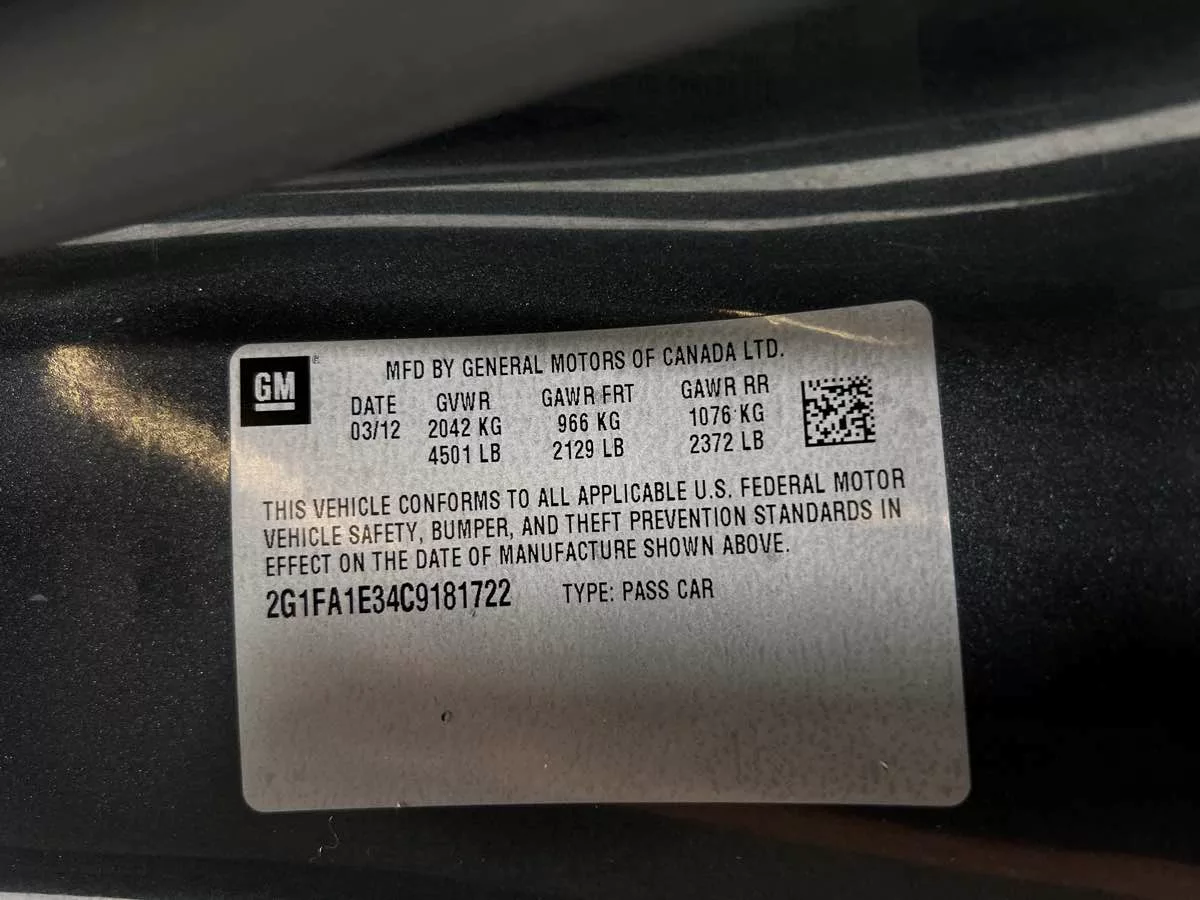 GM
MFD BY GENERAL MOTORS OF CANADA LTD.
DATE GVWR GAWR FRT GAWR RR
03/12 2042 KG 966 KG 1076 KG
4501 LB 2129 LB 2372 LB
THIS VEHICLE CONFORMS TO ALL APPLICABLE U.S. FEDERAL MOTOR
VEHICLE SAFETY, BUMPER, AND THEFT PREVENTION STANDARDS IN
EFFECT ON THE DATE OF MANUFACTURE SHOWN ABOVE.
2G1FA1E34C9181722 TYPE: PASS CAR